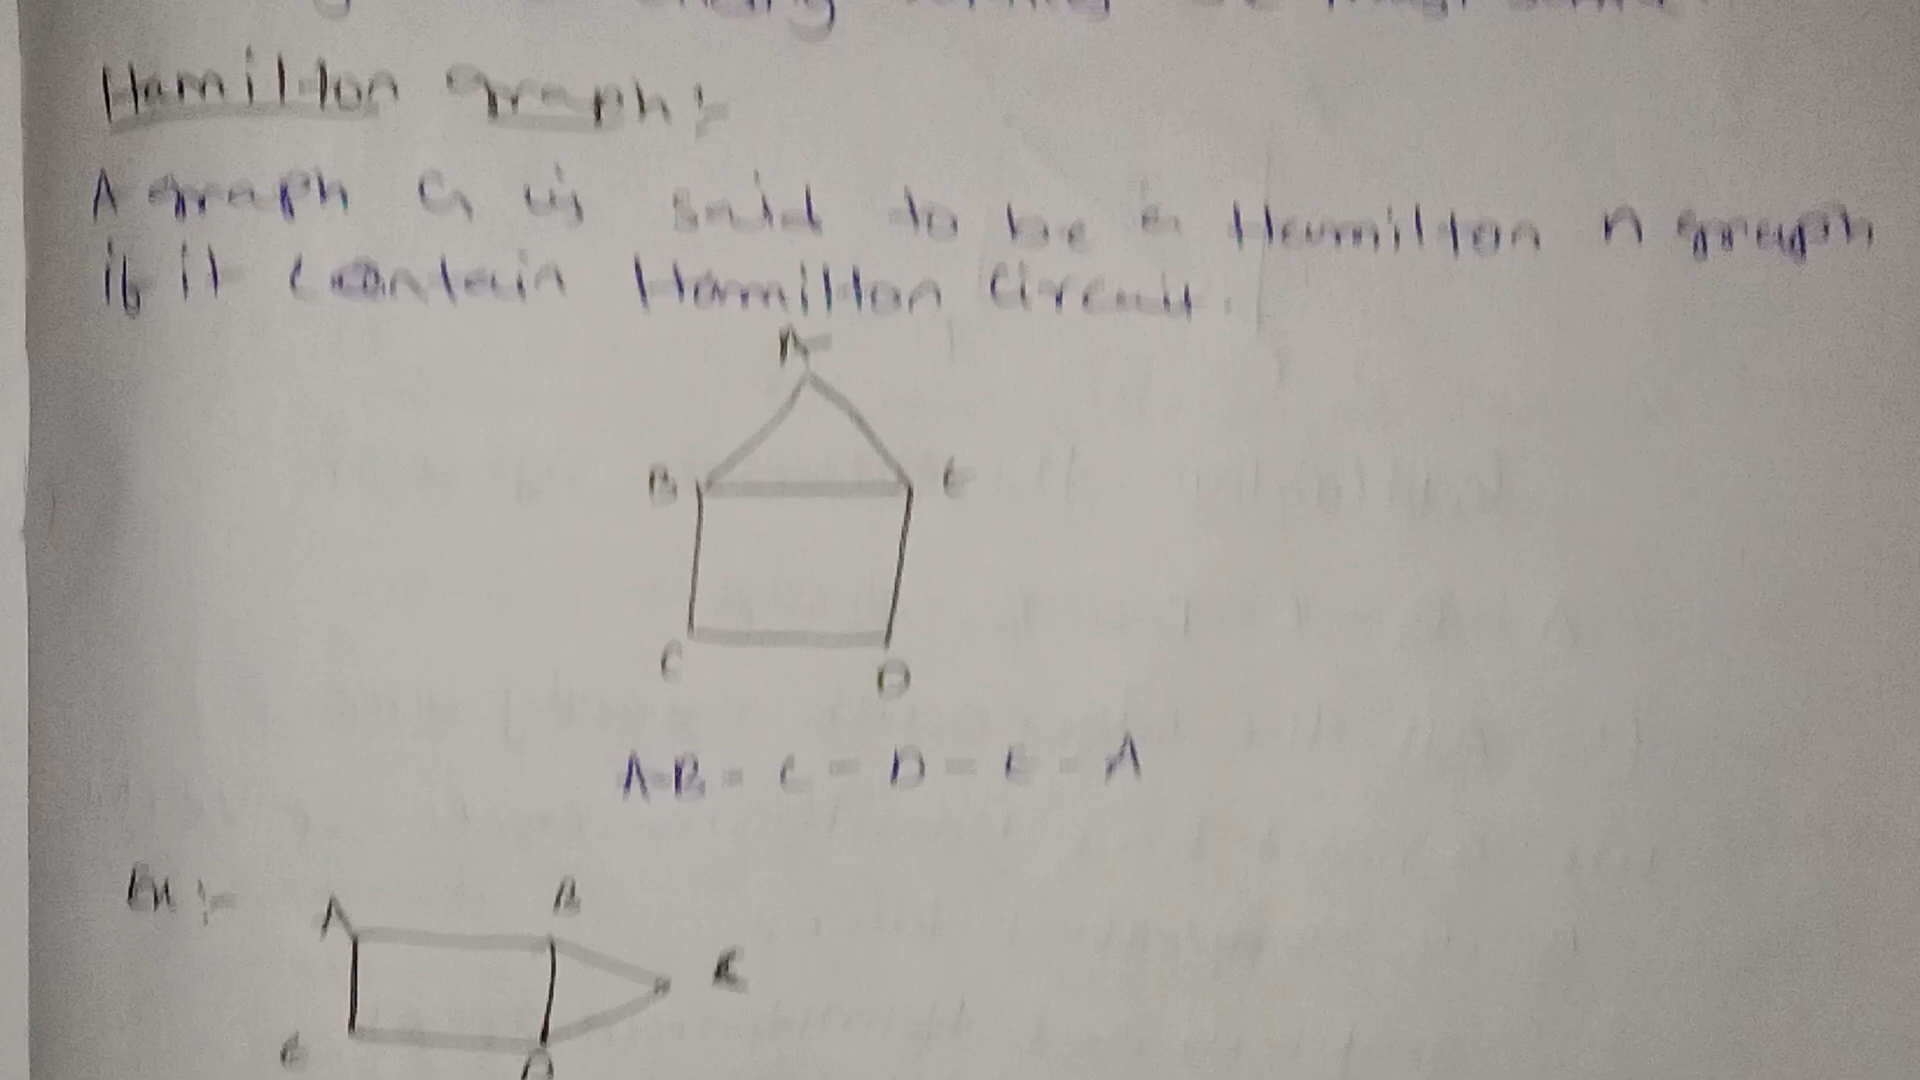 Hamilton graph:-
A graph G is said to be a Hamilton n graph
if it contain Hamilton Circuit.
A
B E
C D
A-B-C-D-E-A
Ex:-
A B
C
E D